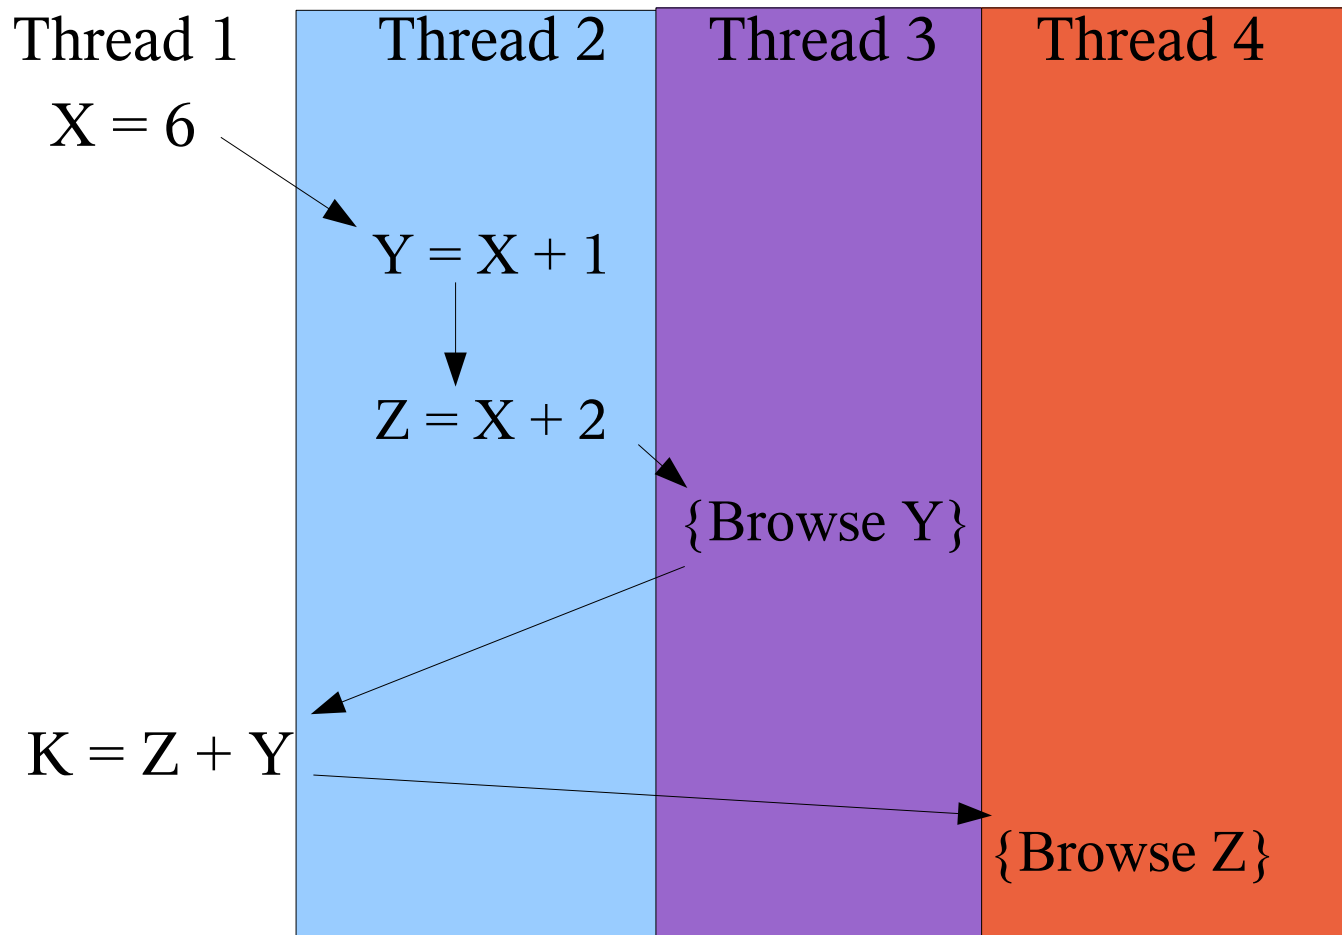 Thread 1 Thread 2 Thread 3 Thread 4
X = 6
Y = X + 1
Z = X + 2
{Browse Y}
K = Z + Y
{Browse Z}